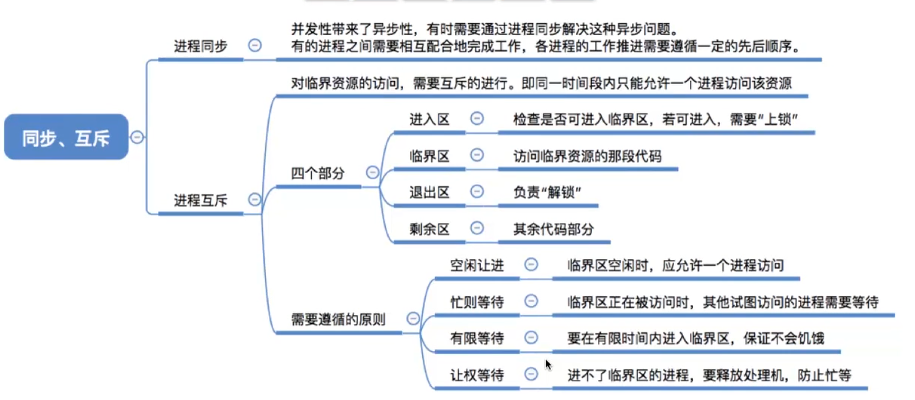 同步、互斥
进程同步
并发性带来了异步性，有时需要通过进程同步解决这种异步问题。
有的进程之间需要相互配合地完成工作，各进程的工作推进需要遵循一定的先后顺序。
进程互斥
对临界资源的访问，需要互斥的进行。即同一时间段内只能允许一个进程访问该资源
四个部分
进入区
检查是否可进入临界区，若可进入，需要“上锁”
临界区
访问临界资源的那段代码
退出区
负责“解锁”
剩余区
其余代码部分
需要遵循的原则
空闲让进
临界区空闲时，应允许一个进程访问
忙则等待
临界区正在被访问时，其他试图访问的进程需要等待
有限等待
要在有限时间内进入临界区，保证不会饥饿
让权等待
进不了临界区的进程，要释放处理机，防止忙等